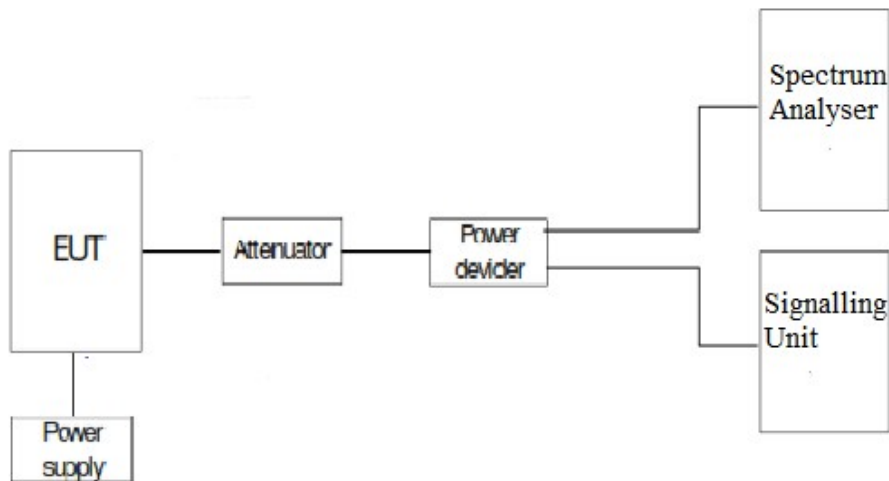 Spectrum
Analyser
EUT
Attenuator
Power
devider
Signalling
Unit
Power
supply